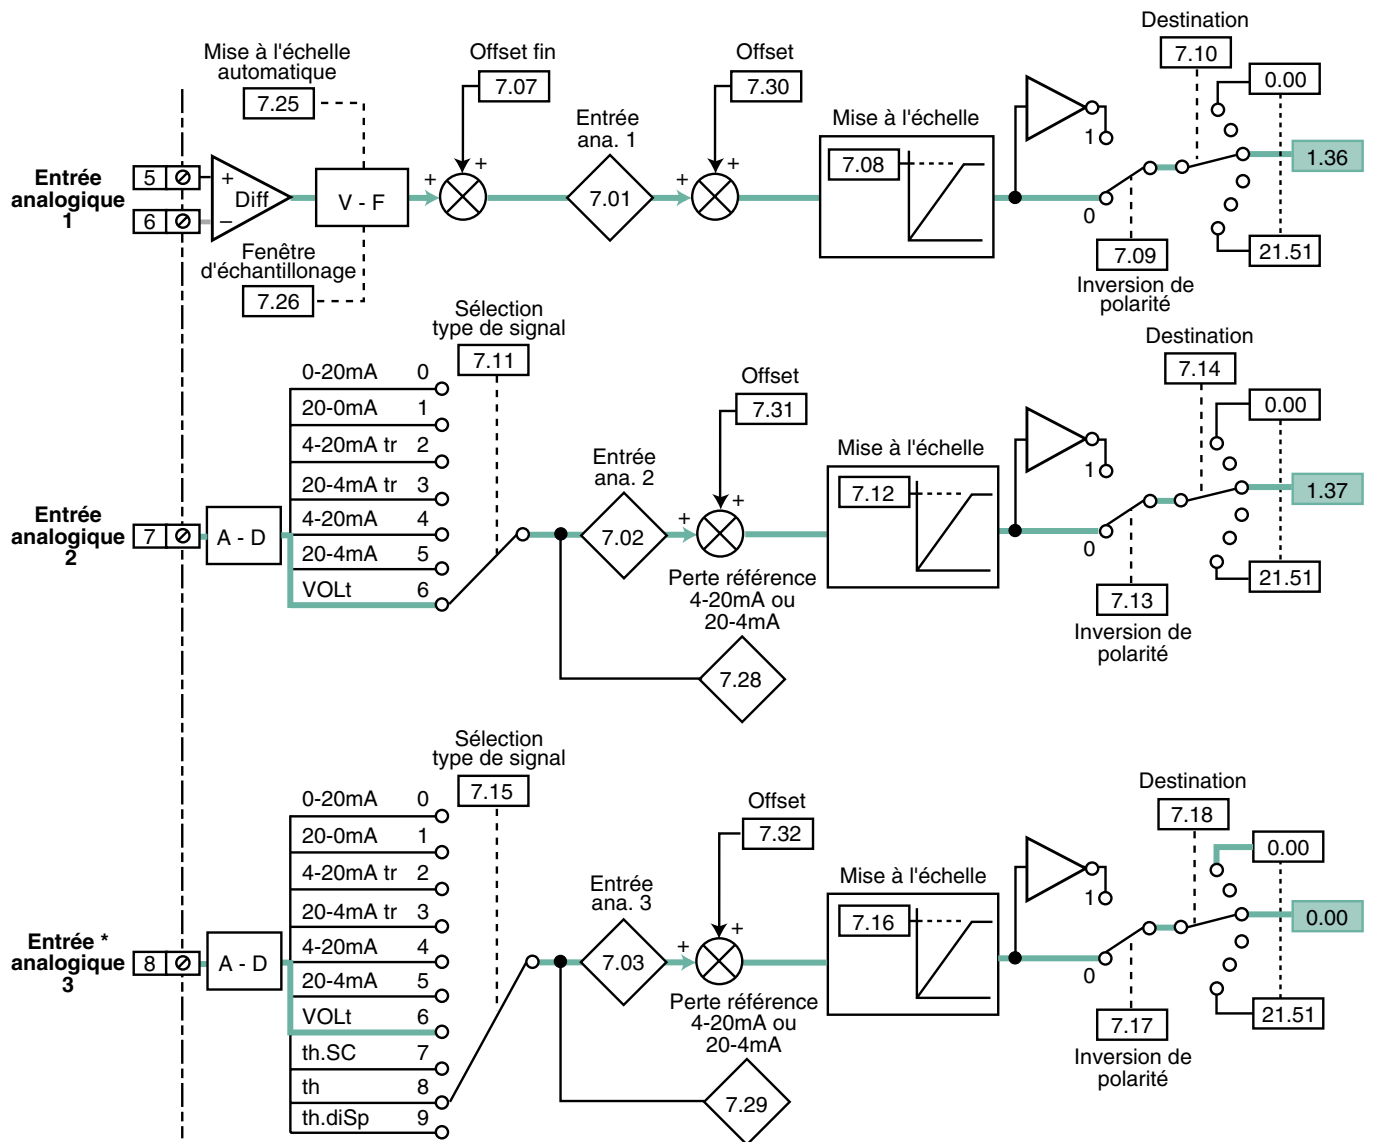 Destination
Mise à l'échelle
automatique
Offset fin
Offset
7.10
7.25
7.07
7.30
0.00
Entrée
ana. 1
Mise à l'échelle
1
Entrée
analogique
1
5
6
+
−
Diff
V - F
+
+
7.01
+
+
7.08
0
1.36
7.09
21.51
Fenêtre
d'échantillonage
7.26
Inversion de
polarité
Sélection
type de signal
7.11
Destination
7.14
0-20mA 0
20-0mA 1
4-20mA tr 2
20-4mA tr 3
4-20mA 4
20-4mA 5
VOLt 6
Offset
7.31
0.00
Entrée
ana. 2
Mise à l'échelle
1
Entrée
analogique
2
7
A - D
7.02
+
+
7.12
0
1.37
Perte référence
4-20mA ou
20-4mA
7.28
7.13
21.51
Inversion de
polarité
Sélection
type de signal
7.15
Destination
7.18
0-20mA 0
20-0mA 1
4-20mA tr 2
20-4mA tr 3
4-20mA 4
20-4mA 5
VOLt 6
th.SC 7
th 8
th.diSp 9
Offset
7.32
0.00
Entrée
ana. 3
Mise à l'échelle
1
Entrée *
analogique
3
8
A - D
7.03
+
+
7.16
0
0.00
Perte référence
4-20mA ou
20-4mA
7.29
7.17
21.51
Inversion de
polarité